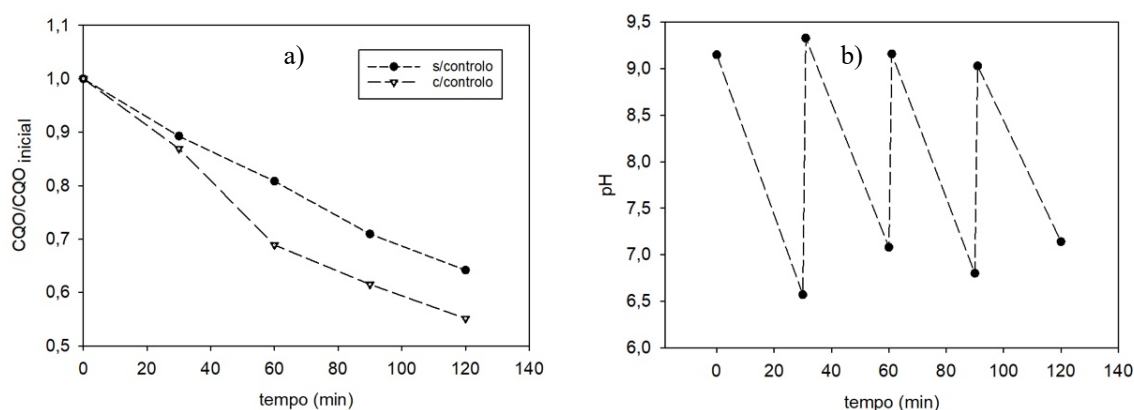 a)
s/controlo
c/controlo
CQO/CQO inicial
1,1
1,0
0,9
0,8
0,7
0,6
0,5
0 20 40 60 80 100 120 140
tempo (min)
b)
pH
9,5
9,0
8,5
8,0
7,5
7,0
6,5
6,0
0 20 40 60 80 100 120 140
tempo (min)